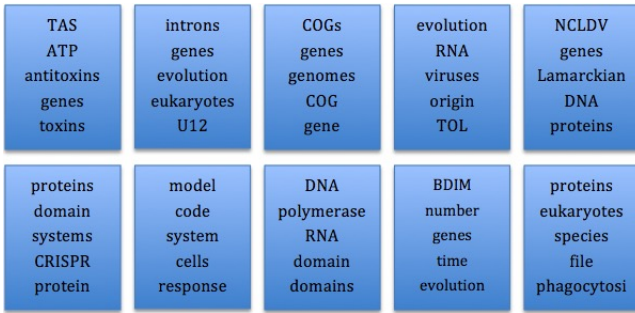 TAS
ATP
antitoxins
genes
toxins
introns
genes
evolution
eukaryotes
U12
COGs
genes
genomes
COG
gene
evolution
RNA
viruses
origin
TOL
NCLDV
genes
Lamarckian
DNA
proteins
proteins
domain
systems
CRISPR
protein
model
code
system
cells
response
DNA
polymerase
RNA
domain
domains
BDIM
number
genes
time
evolution
proteins
eukaryotes
species
file
phagocytosi